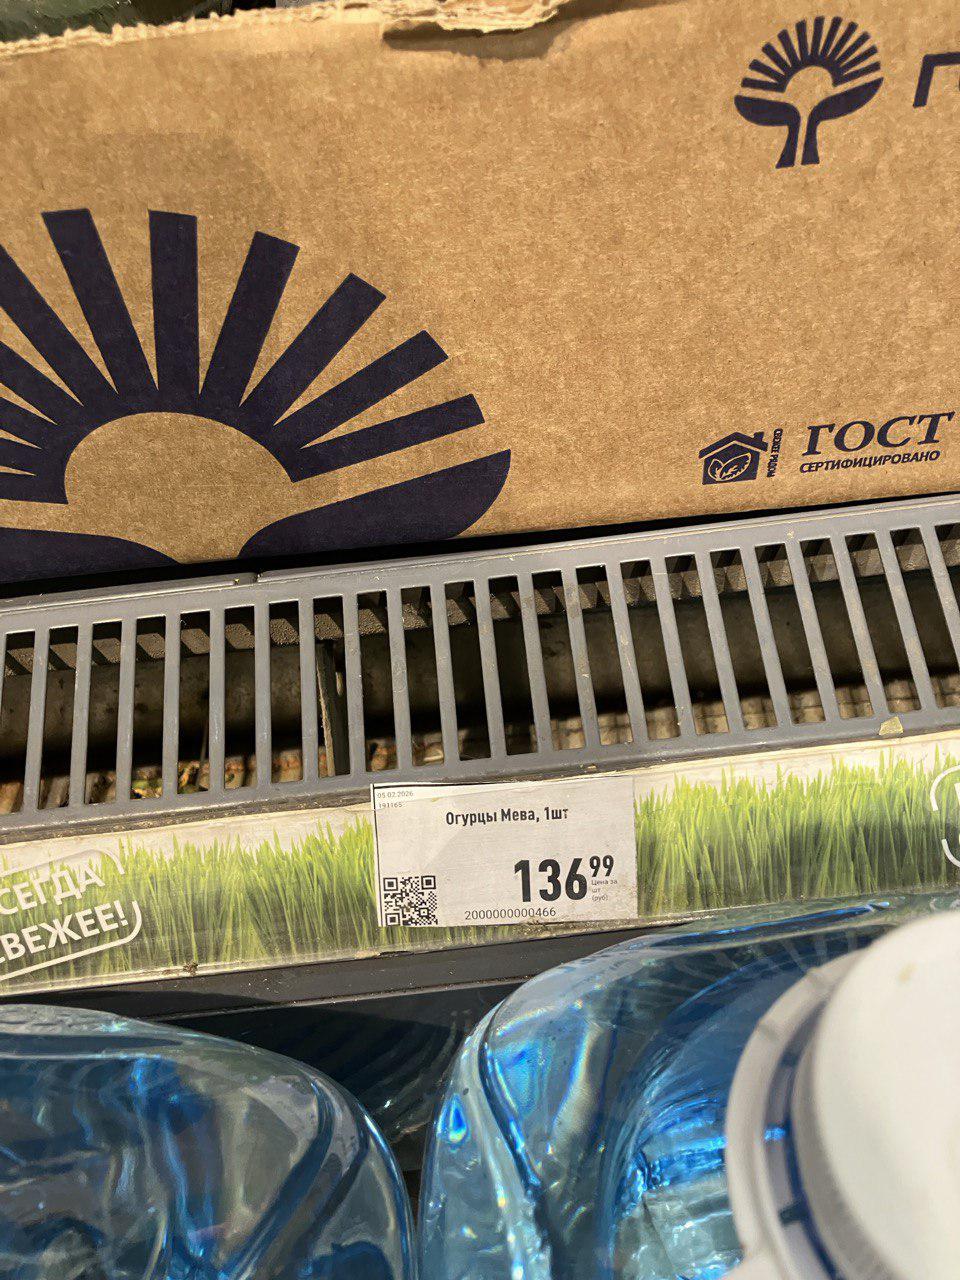 ГОСТ
СЕРТИФИЦИРОВАНО
05.02.2026
191165
Огурцы Мева, 1шт
136 99
Цена за
шт
(руб)
2000000000466
СЕГДА
ВЕЖЕЕ!